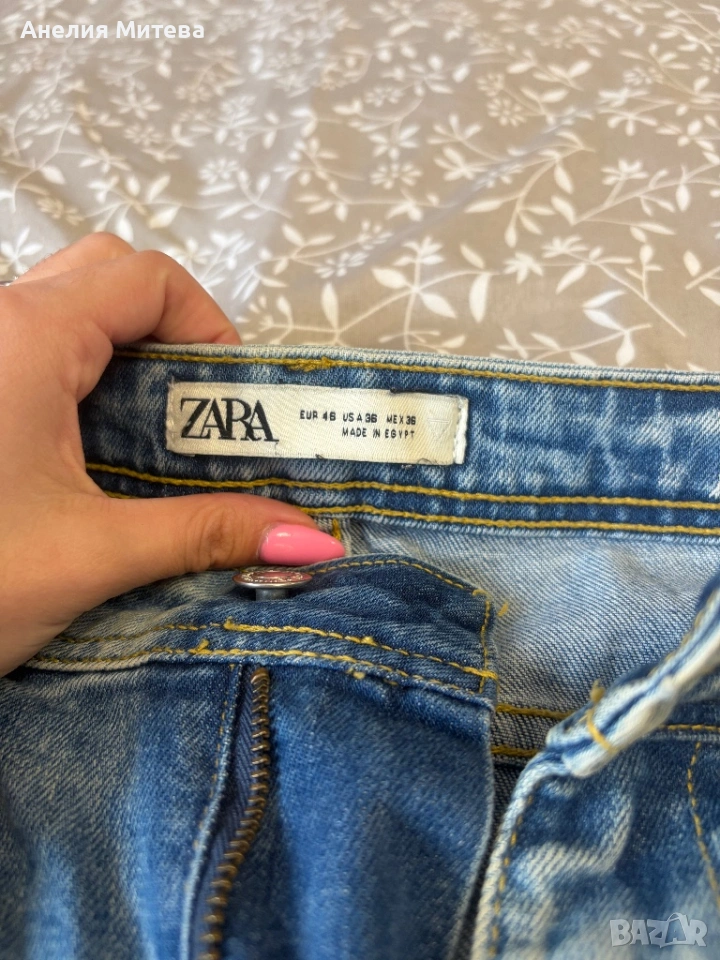 Анелия Митева
ZARA
EUR 46 USA 36 MEX 36
MADE IN EGYPT
BAZAR